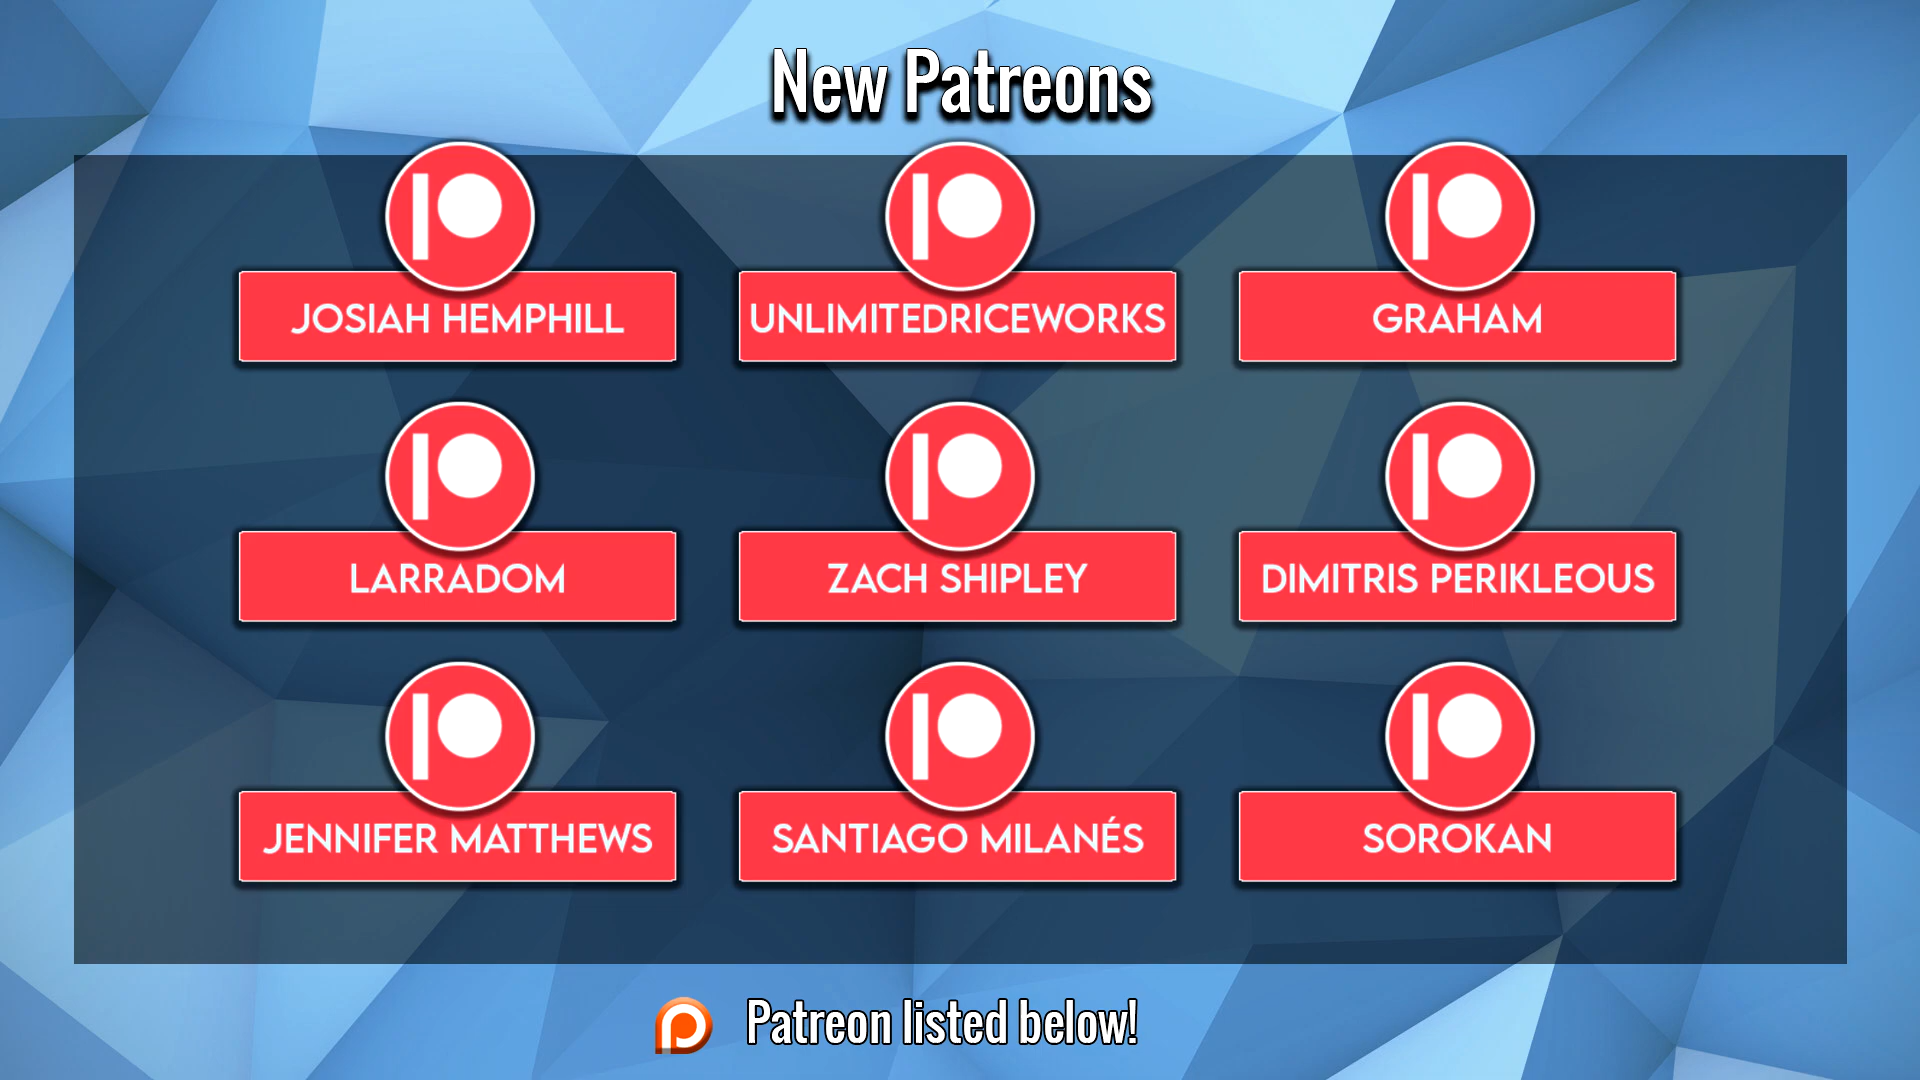 New Patreons
JOSIAH HEMPHILL
UNLIMITEDRICEWORKS
GRAHAM
LARRADOM
ZACH SHIPLEY
DIMITRIS PERIKLEOUS
JENNIFER MATTHEWS
SANTIAGO MILANÉS
SOROKAN
Patreon listed below!